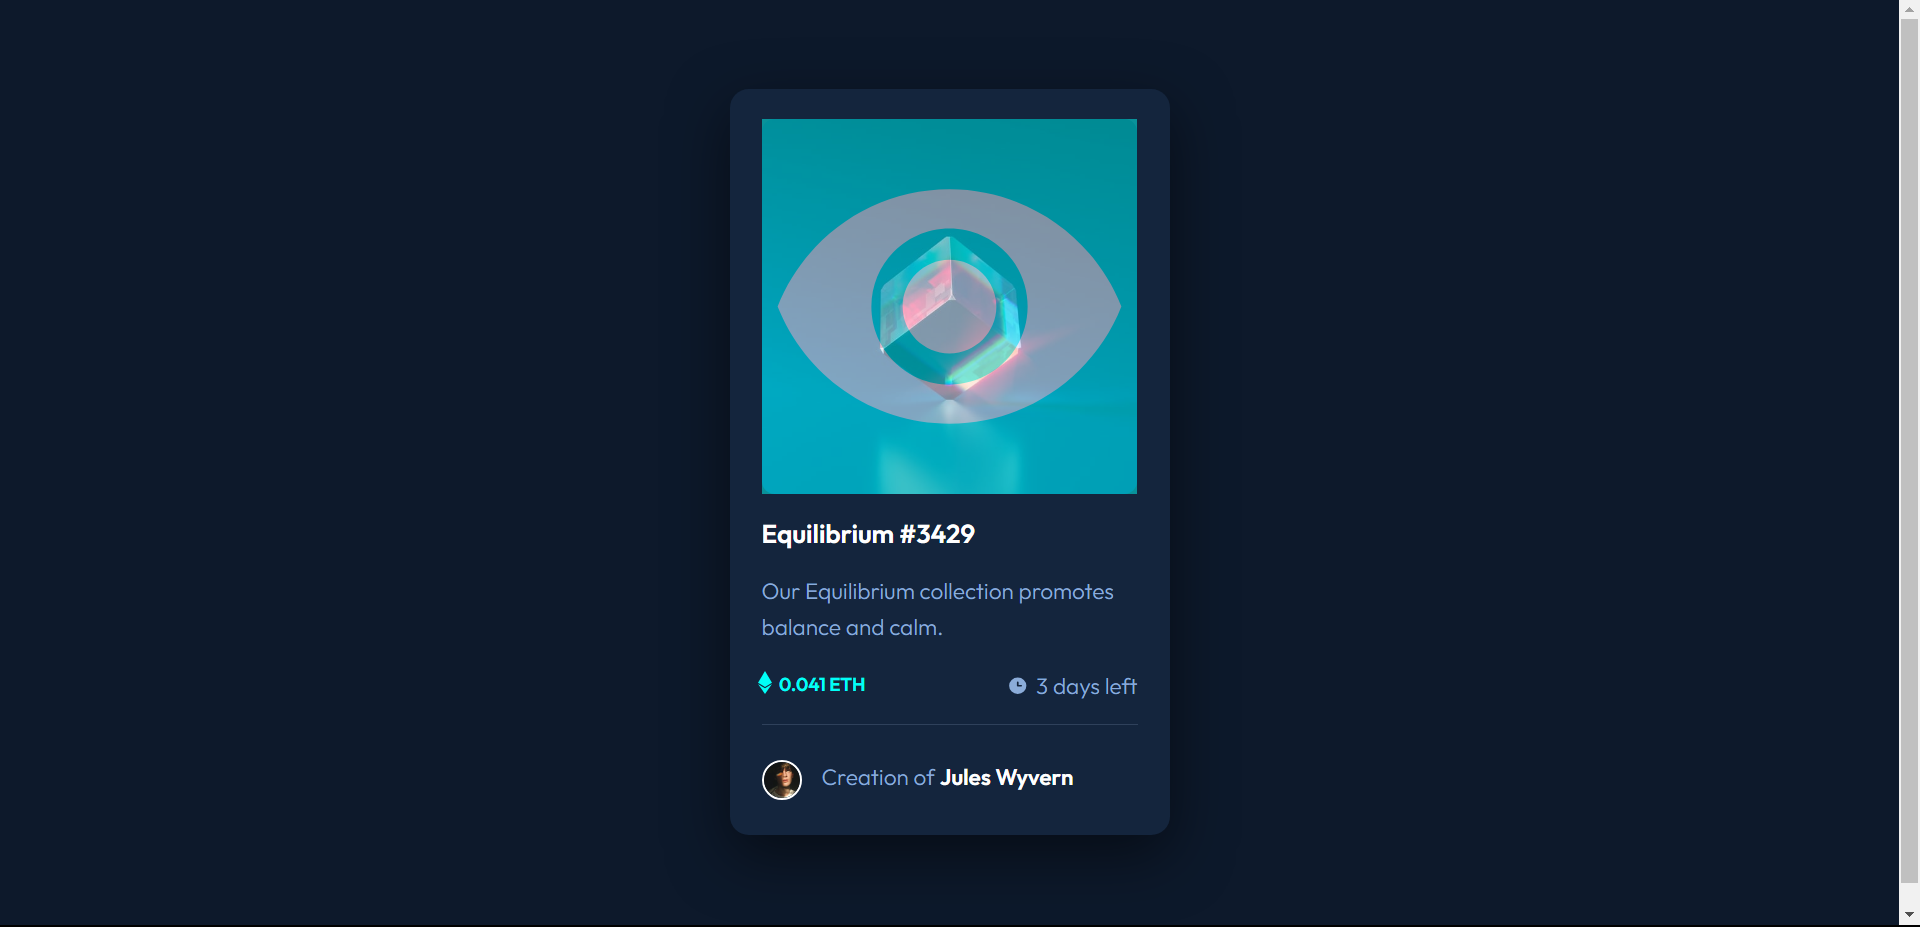 Equilibrium #3429
Our Equilibrium collection promotes
balance and calm.
0.041 ETH
3 days left
Creation of Jules Wyvern